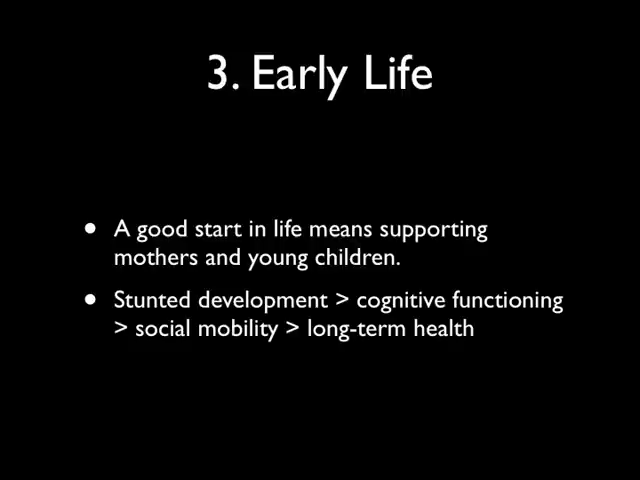 3. Early Life
• A good start in life means supporting
mothers and young children.
• Stunted development > cognitive functioning
> social mobility > long-term health